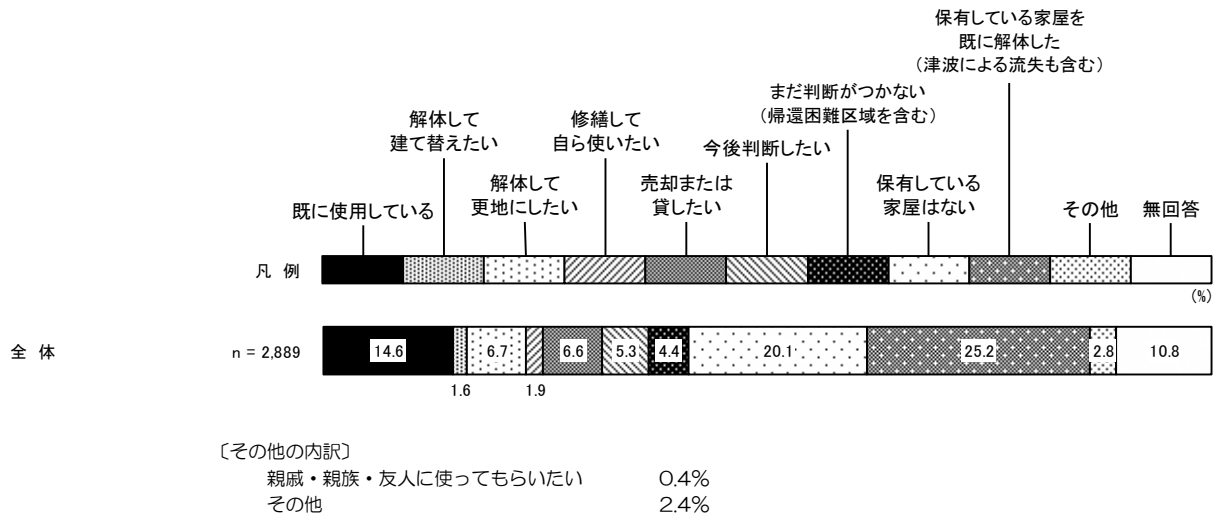 保有している家屋を
既に解体した
（津波による流失も含む）
まだ判断がつかない
（帰還困難区域を含む）
解体して
建て替えたい
修繕して
自ら使いたい
今後判断したい
解体して
更地にしたい
売却または
貸したい
保有している
家屋はない
既に使用している
その他
無回答
凡 例
(%)
全 体
n = 2,889
14.6
6.7
6.6
5.3
4.4
20.1
25.2
2.8
10.8
1.6
1.9
〔その他の内訳〕
親戚・親族・友人に使ってもらいたい 0.4%
その他 2.4%